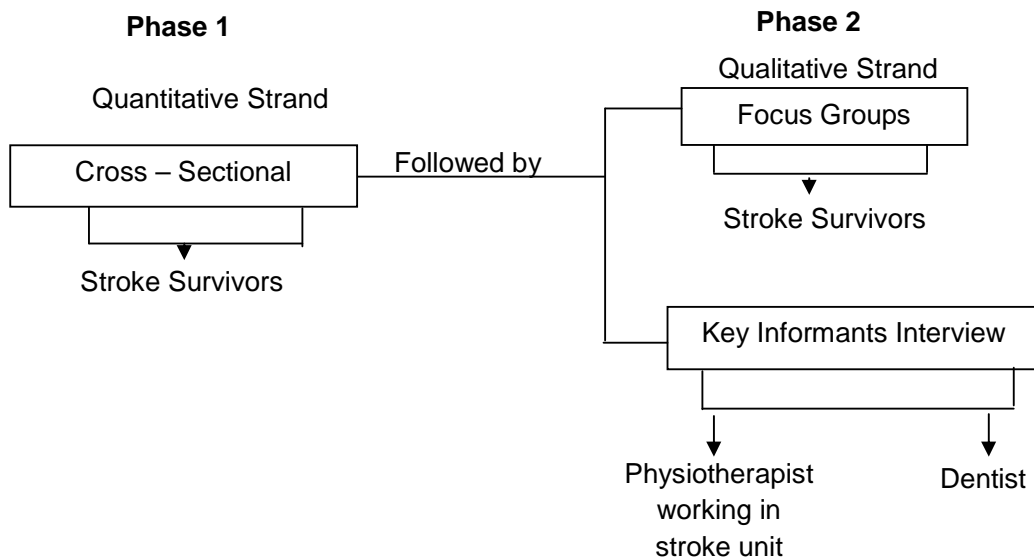 Phase 1
Quantitative Strand
Cross – Sectional
Stroke Survivors
Followed by
Phase 2
Qualitative Strand
Focus Groups
Stroke Survivors
Key Informants Interview
Physiotherapist
working in
stroke unit
Dentist